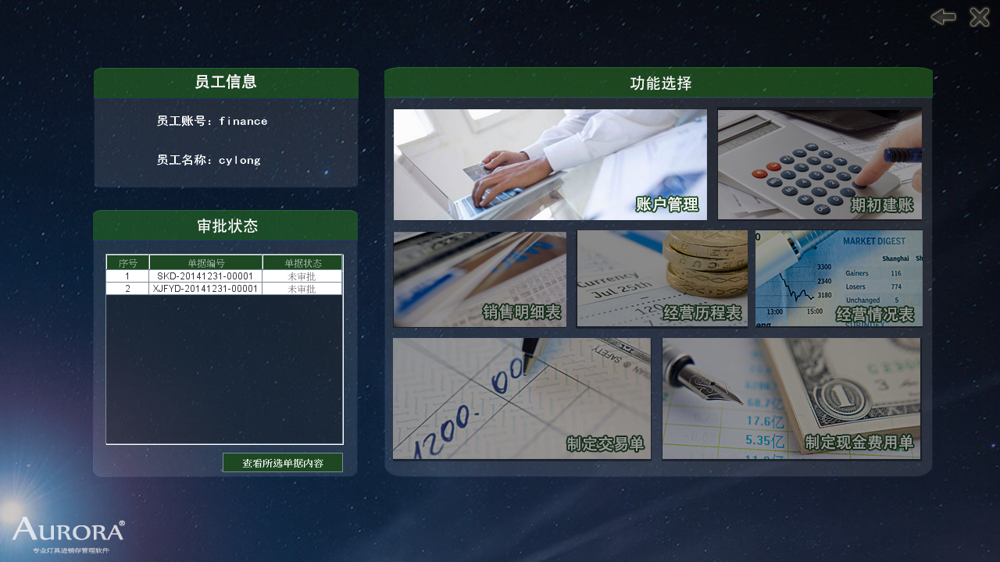 员工信息
员工账号：finance
员工名称：cylong
审批状态
序号 单据编号 单据状态
1 SKD-20141231-00001 未审批
2 XJFYD-20141231-00001 未审批
查看所选单据内容
功能选择
账户管理
期初建账
销售明细表
Currency
July 25th
经营历程表
MARKET DIGEST
Shanghai Sh
3300
Gainers 116
2340
Losers 774
3180
Unchanged 5
13:00 15:00
经营情况表
SAFETY
1200. 00
制定交易单
17.6亿
5.35亿
制定现金费用单
AURORA®
专业灯具进销存管理软件